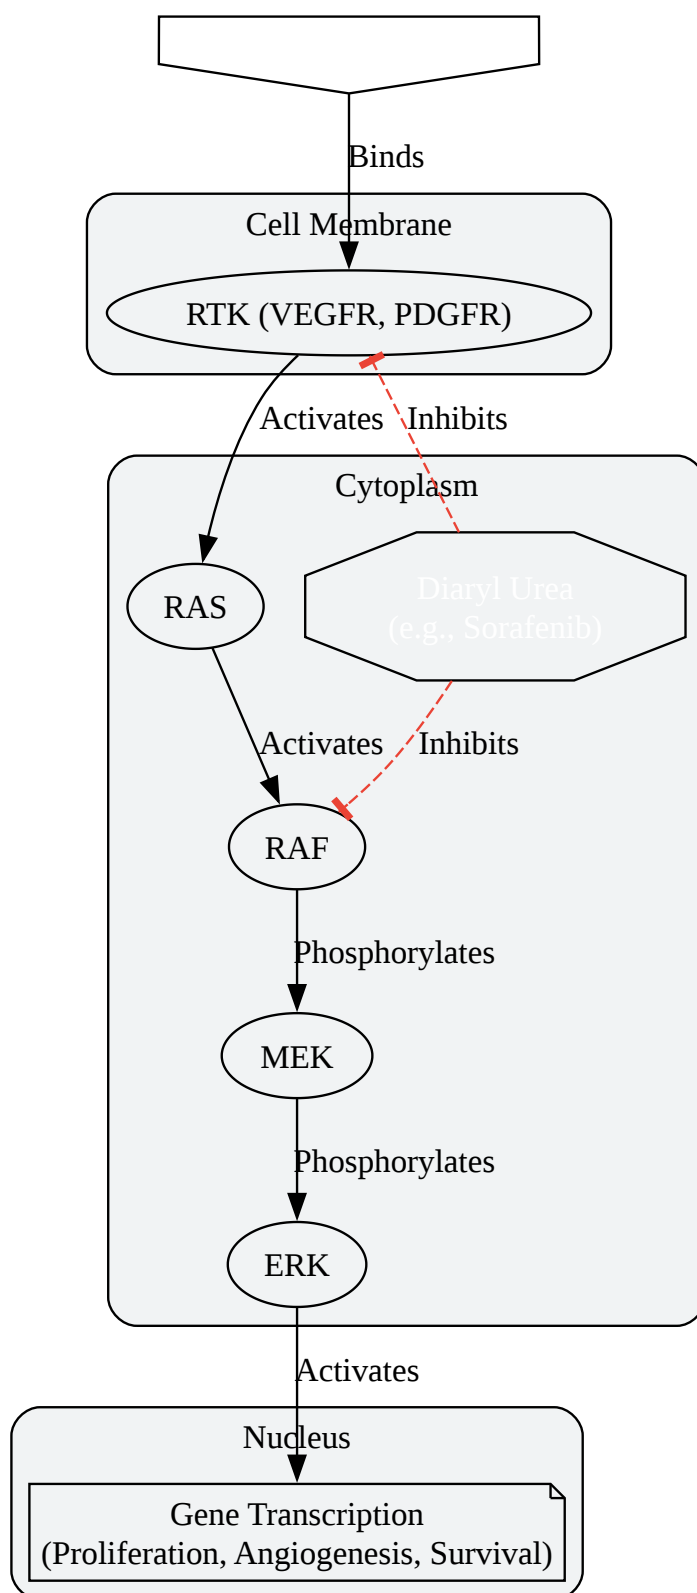 Binds
Cell Membrane
RTK (VEGFR, PDGFR)
Activates
Inhibits
Cytoplasm
RAS
Diaryl Urea
(e.g., Sorafenib)
Activates
Inhibits
RAF
Phosphorylates
MEK
Phosphorylates
ERK
Activates
Nucleus
Gene Transcription
(Proliferation, Angiogenesis, Survival)